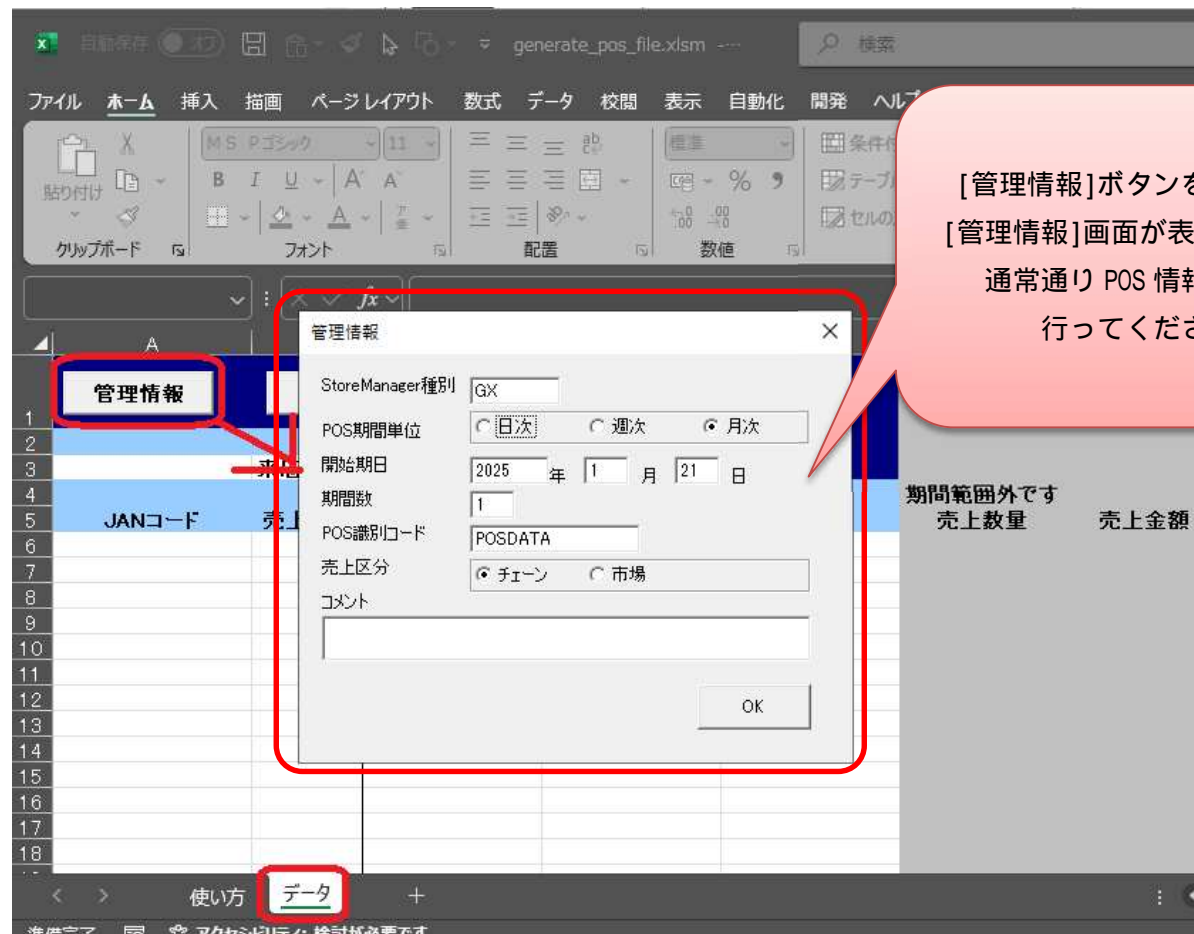 自動保存 オフ generate_pos_file.xlsm -... 検索
ファイル ホーム 挿入 描画 ページ レイアウト 数式 データ 校閲 表示 自動化 開発 ヘルプ
貼り付け
MS Pゴシック 11
B I U A A
ab
標準
% 9
条件付
テーブル
セルの
クリップボード フォント 配置 数値
fx
[管理情報]ボタンを
[管理情報]画面が表
通常通り POS 情報
行ってくださ
A
管理情報
1
2
3
4
5 JANコード
6
7
8
9
10
11
12
13
14
15
16
17
18
管理情報
StoreManager種別 GX
POS期間単位 日次 週次 月次
開始期日 2025 年 1 月 21 日
期間数 1
POS識別コード POSDATA
売上区分 チェーン 市場
コメント
OK
期間範囲外です
売上数量 売上金額
使い方 データ +
準備完了 アクセシビリティ: 検討が必要です